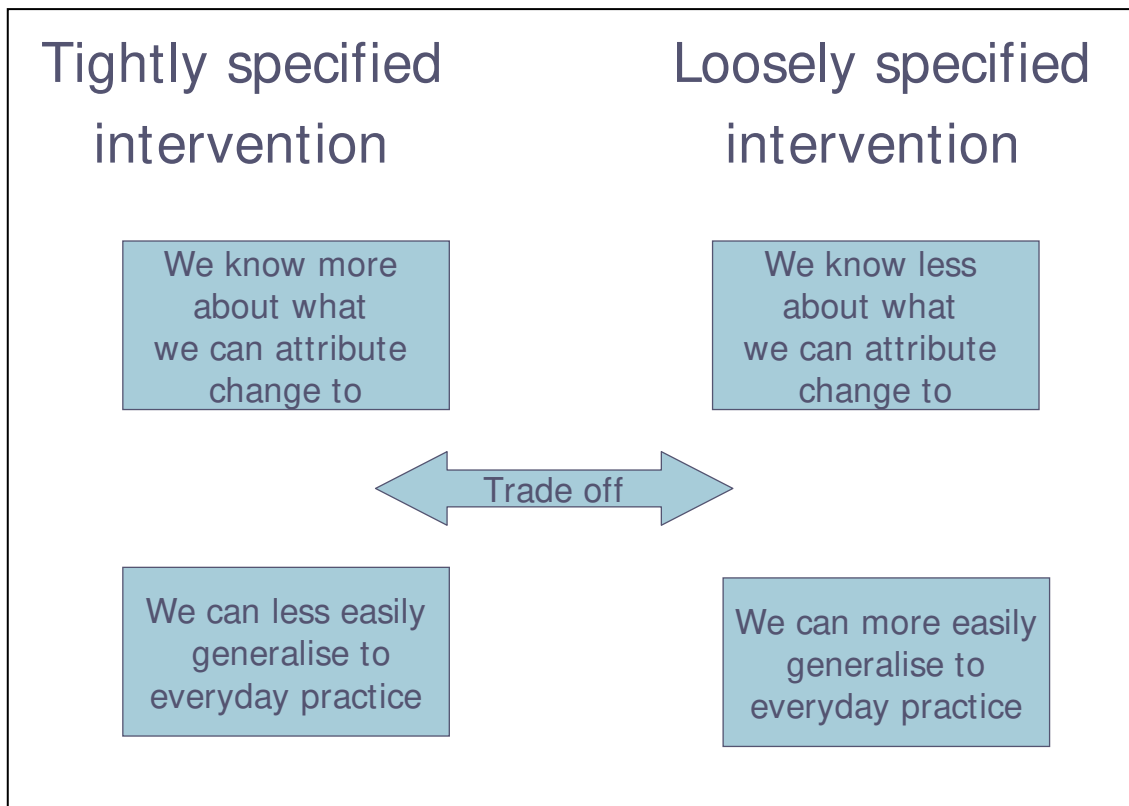 Tightly specified
intervention
Loosely specified
intervention
We know more
about what
we can attribute
change to
We know less
about what
we can attribute
change to
Trade off
We can less easily
generalise to
everyday practice
We can more easily
generalise to
everyday practice